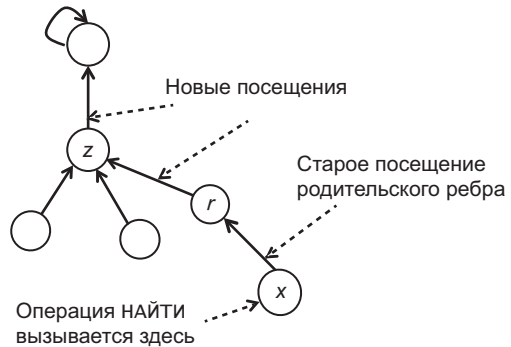 Новые посещения
z
Старое посещение
родительского ребра
r
x
Операция НАЙТИ
вызывается здесь